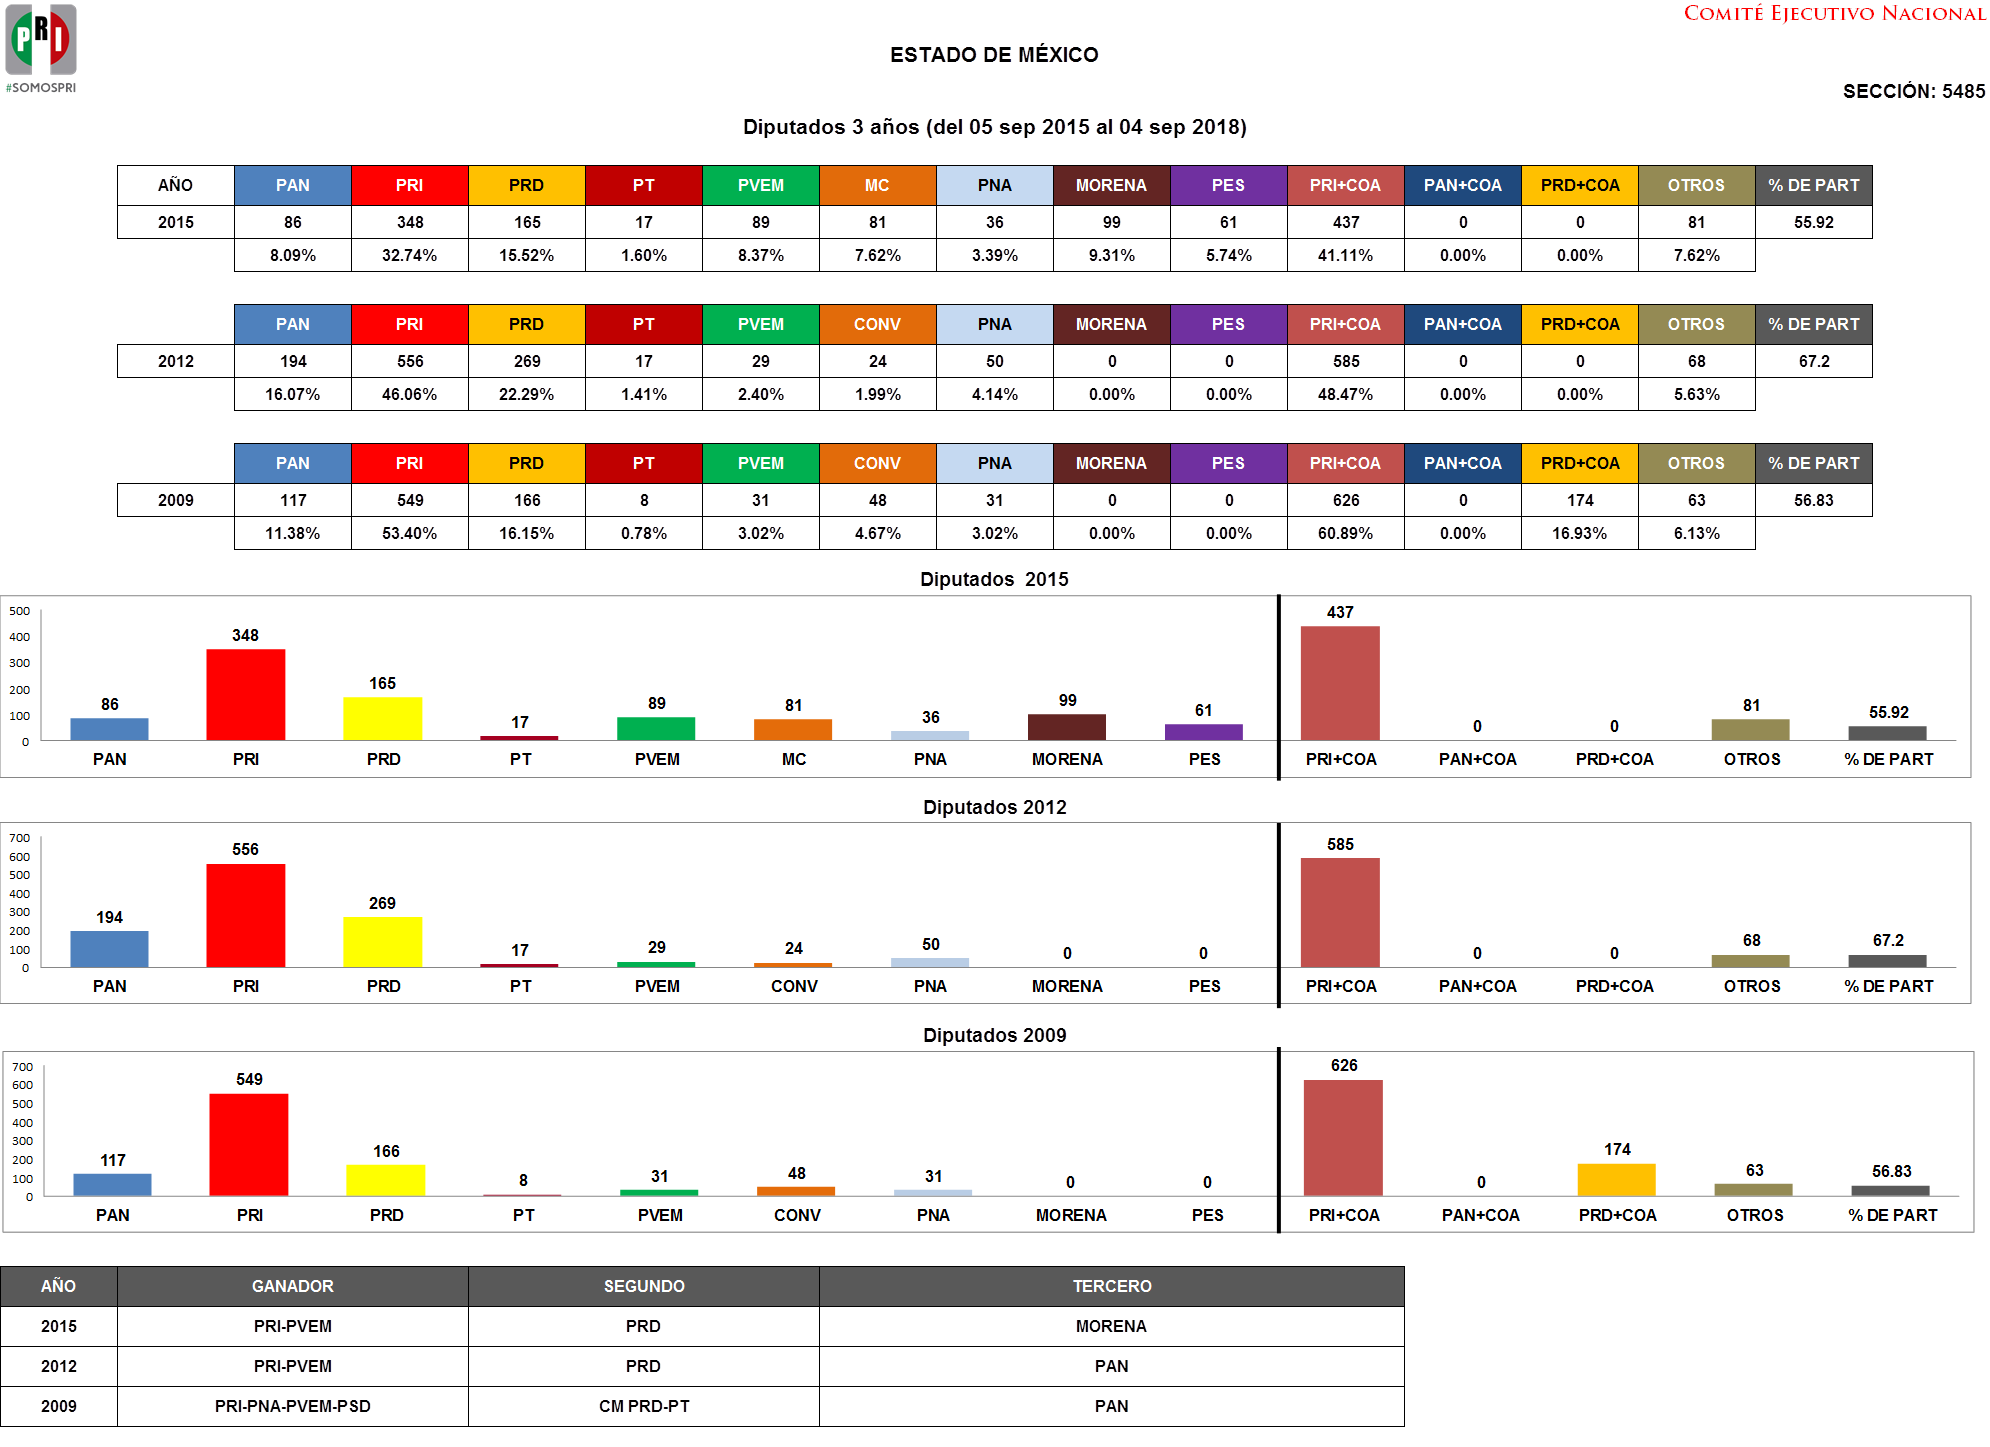 PRI
#SOMOSPRI
COMITÉ EJECUTIVO NACIONAL
ESTADO DE MÉXICO
SECCIÓN: 5485
Diputados 3 años (del 05 sep 2015 al 04 sep 2018)
AÑO PAN PRI PRD PT PVEM MC PNA MORENA PES PRI+COA PAN+COA PRD+COA OTROS % DE PART
2015 86 348 165 17 89 81 36 99 61 437 0 0 81 55.92
8.09% 32.74% 15.52% 1.60% 8.37% 7.62% 3.39% 9.31% 5.74% 41.11% 0.00% 0.00% 7.62%
PAN PRI PRD PT PVEM CONV PNA MORENA PES PRI+COA PAN+COA PRD+COA OTROS % DE PART
2012 194 556 269 17 29 24 50 0 0 585 0 0 68 67.2
16.07% 46.06% 22.29% 1.41% 2.40% 1.99% 4.14% 0.00% 0.00% 48.47% 0.00% 0.00% 5.63%
PAN PRI PRD PT PVEM CONV PNA MORENA PES PRI+COA PAN+COA PRD+COA OTROS % DE PART
2009 117 549 166 8 31 48 31 0 0 626 0 174 63 56.83
11.38% 53.40% 16.15% 0.78% 3.02% 4.67% 3.02% 0.00% 0.00% 60.89% 0.00% 16.93% 6.13%
Diputados 2015
500
400
300
200
100
0
86 348 165 17 89 81 36 99 61 437 0 0 81 55.92
PAN PRI PRD PT PVEM MC PNA MORENA PES PRI+COA PAN+COA PRD+COA OTROS % DE PART
Diputados 2012
700
600
500
400
300
200
100
0
194 556 269 17 29 24 50 0 0 585 0 0 68 67.2
PAN PRI PRD PT PVEM CONV PNA MORENA PES PRI+COA PAN+COA PRD+COA OTROS % DE PART
Diputados 2009
700
600
500
400
300
200
100
0
117 549 166 8 31 48 31 0 0 626 0 174 63 56.83
PAN PRI PRD PT PVEM CONV PNA MORENA PES PRI+COA PAN+COA PRD+COA OTROS % DE PART
AÑO GANADOR SEGUNDO TERCERO
2015 PRI-PVEM PRD MORENA
2012 PRI-PVEM PRD PAN
2009 PRI-PNA-PVEM-PSD CM PRD-PT PAN